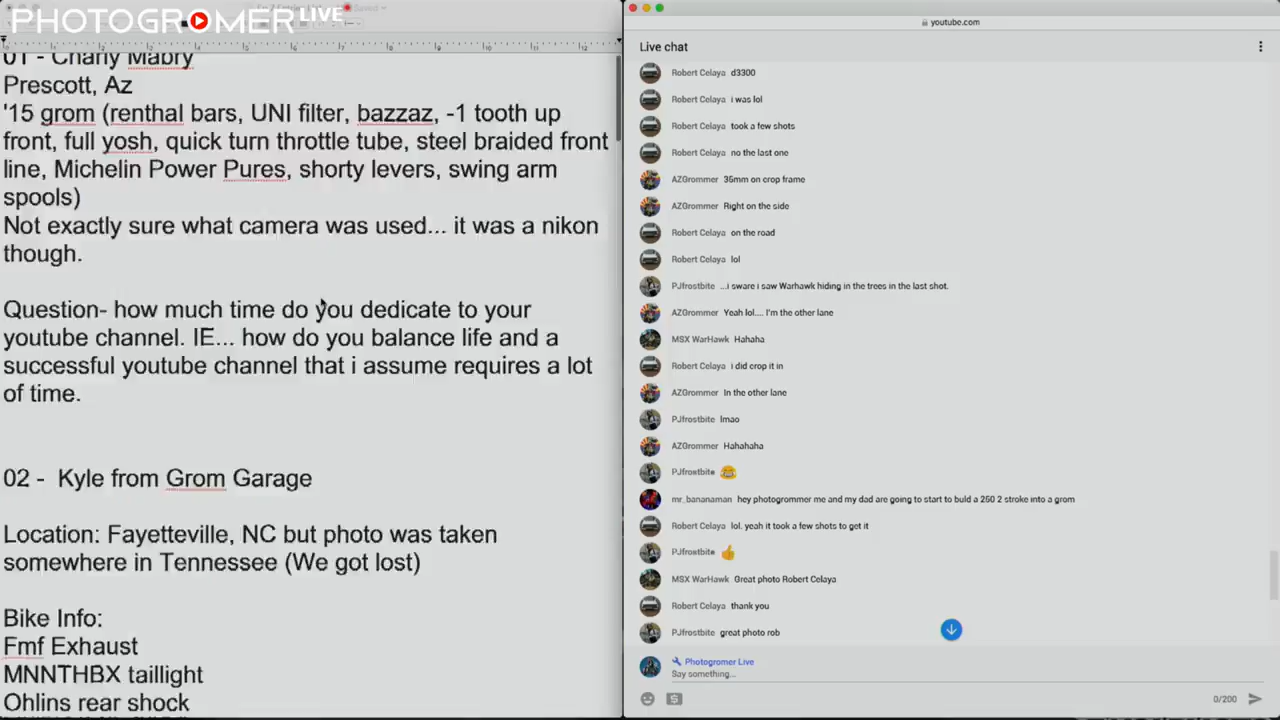 PHOTOGROMER LIVE
Saved
01 - Charly Mabry
Prescott, Az
'15 grom (renthal bars, UNI filter, bazzaz, -1 tooth up
front, full yosh, quick turn throttle tube, steel braided front
line, Michelin Power Pures, shorty levers, swing arm
spools)
Not exactly sure what camera was used... it was a nikon
though.
Question- how much time do you dedicate to your
youtube channel. IE... how do you balance life and a
successful youtube channel that i assume requires a lot
of time.
02 - Kyle from Grom Garage
Location: Fayetteville, NC but photo was taken
somewhere in Tennessee (We got lost)
Bike Info:
Fmf Exhaust
MNNTHBX taillight
Ohlins rear shock
youtube.com
Live chat
Robert Celaya d3300
Robert Celaya i was lol
Robert Celaya took a few shots
Robert Celaya no the last one
AZGrommer 35mm on crop frame
AZGrommer Right on the side
Robert Celaya on the road
Robert Celaya lol
PJfrostbite ...i sware i saw Warhawk hiding in the trees in the last shot.
AZGrommer Yeah lol.... I'm the other lane
MSX WarHawk Hahaha
Robert Celaya i did crop it in
AZGrommer In the other lane
PJfrostbite lmao
AZGrommer Hahahaha
PJfrostbite 😂
mr_bananaman hey photogrommer me and my dad are going to start to buld a 250 2 stroke into a grom
Robert Celaya lol. yeah it took a few shots to get it
PJfrostbite 👍
MSX WarHawk Great photo Robert Celaya
Robert Celaya thank you
PJfrostbite great photo rob
Photogromer Live
Say something...
0/200